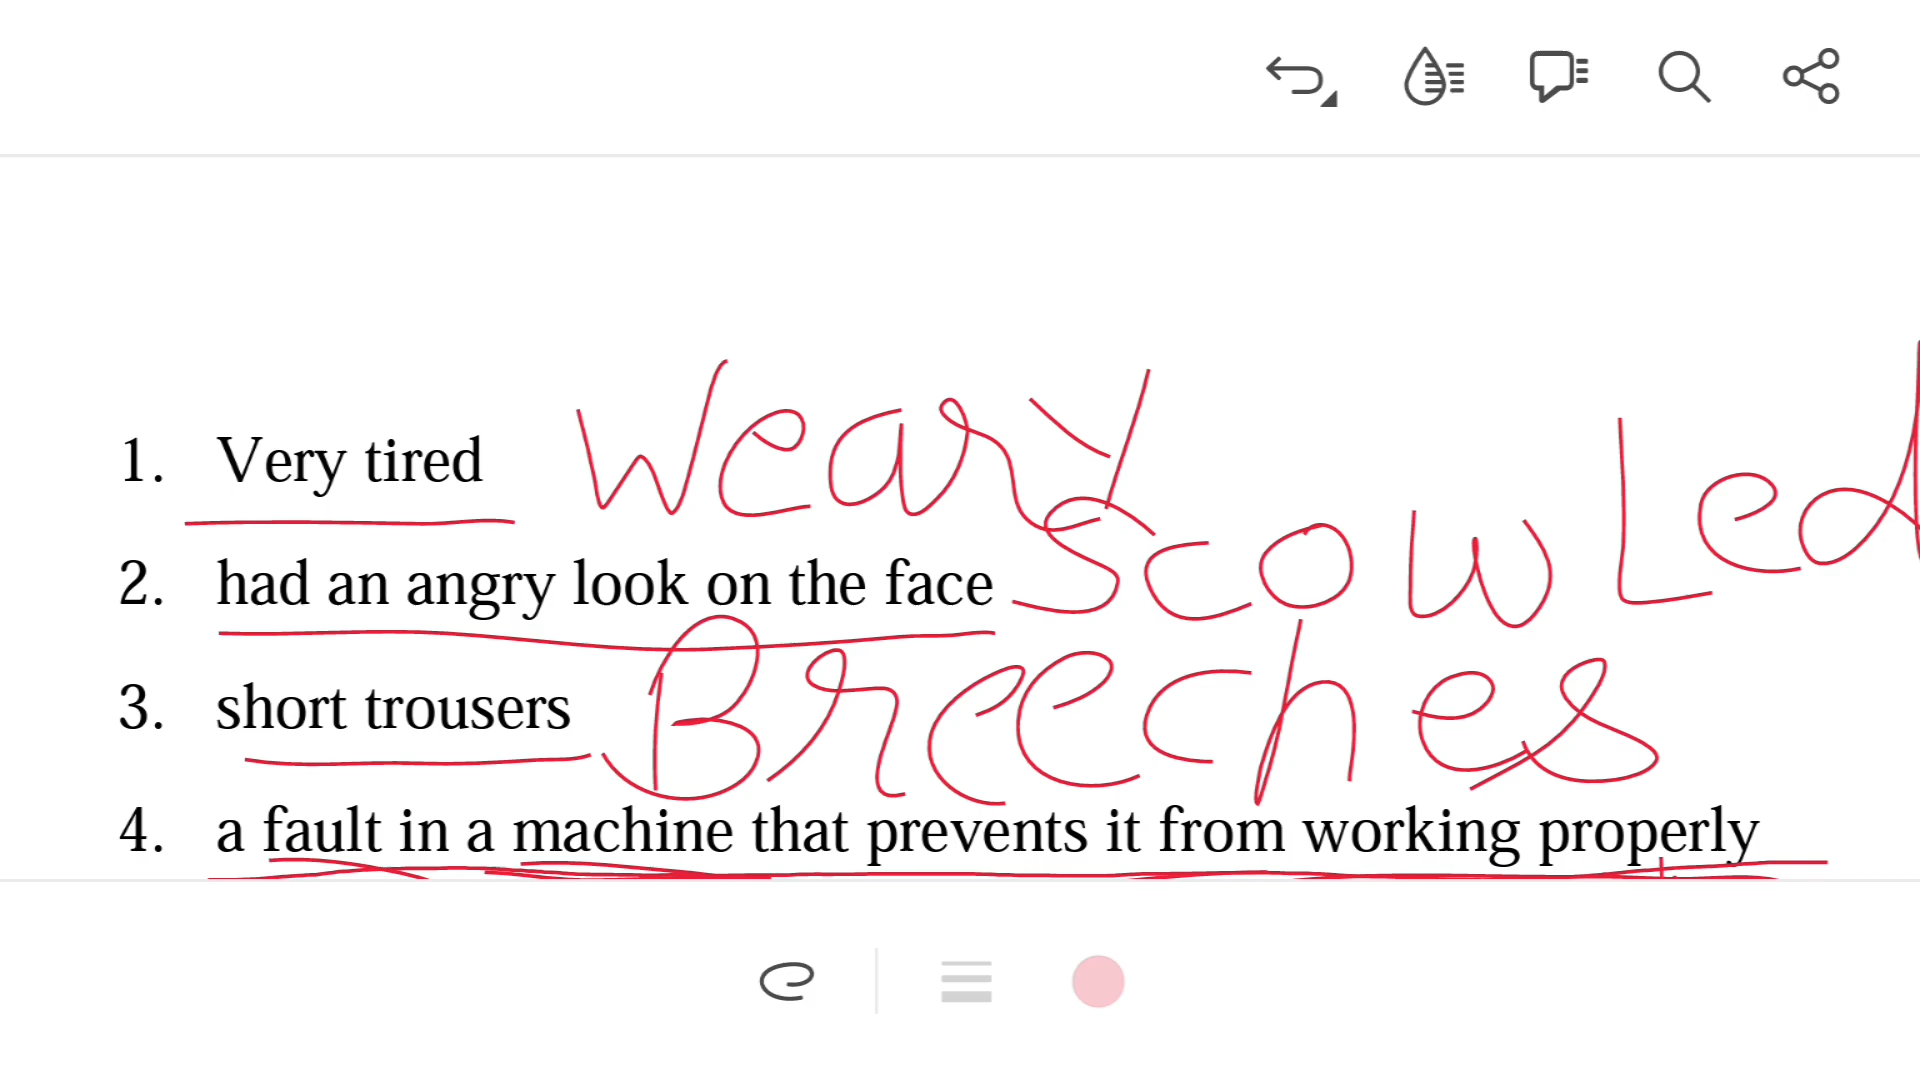 1. Very tired Weary
2. had an angry look on the face Scowled
3. short trousers Breeches
4. a fault in a machine that prevents it from working properly